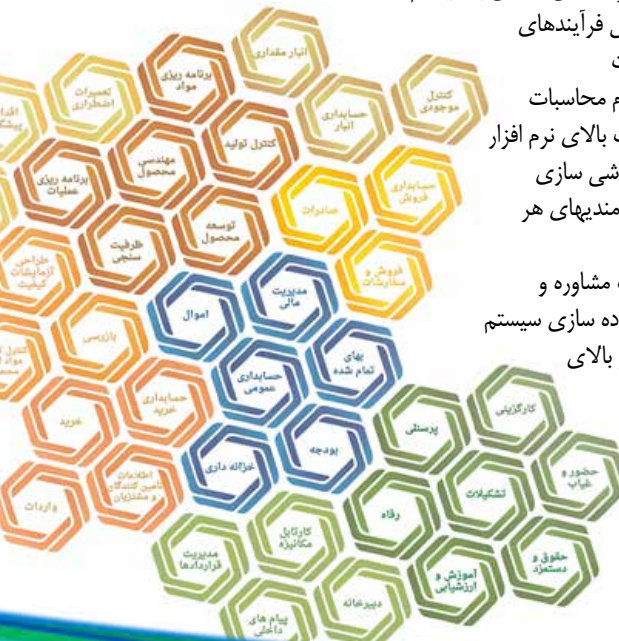 فرآیندهای
محاسبات
بالای نرم افزار
سازی
هر
مشاوره و
سازی سیستم
بالای
انبار مقداری
برنامه ریزی
مواد
تعمیرات
اضطراری
کنترل
موجودی
حسابداری
انبار
کنترل تولید
مهندسی
محصول
برنامه ریزی
عملیات
حسابداری
فروش
صادرات
توسعه
محصول
ظرفیت
سنجی
طراحی
آزمایشات
کیفیت
فروش و
سفارشات
مدیریت
مالی
اموال
بازرسی
بهای
تمام شده
حسابداری
عمومی
حسابداری
خرید
خرید
کارگزینی
پرسنلی
بودجه
خزانه داری
اطلاعات
تأمین کنندگان
و مشتریان
واردات
حضور و
غیاب
تشکیلات
رفاه
کارتابل
مکانیزه
مدیریت
قراردادها
حقوق و
دستمزد
آموزش و
ارزشیابی
دبیرخانه
پیام های
داخلی